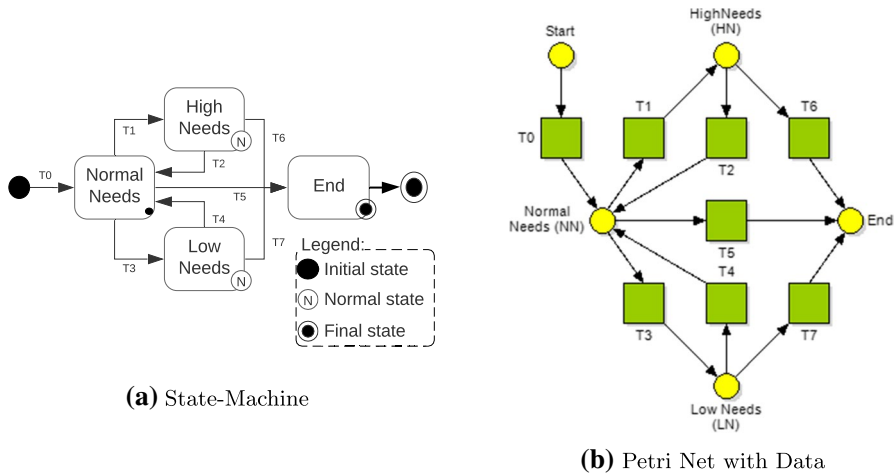 High
Needs
N
T1
T6
T2
T0
Normal
Needs
T5
End
T4
Low
Needs
N
T3
T7
Legend:
Initial state
N Normal state
Final state
(a) State-Machine
HighNeeds
(HN)
Start
T1
T6
T0
T2
Normal
Needs (NN)
End
T5
T4
T3
T7
Low Needs
(LN)
(b) Petri Net with Data